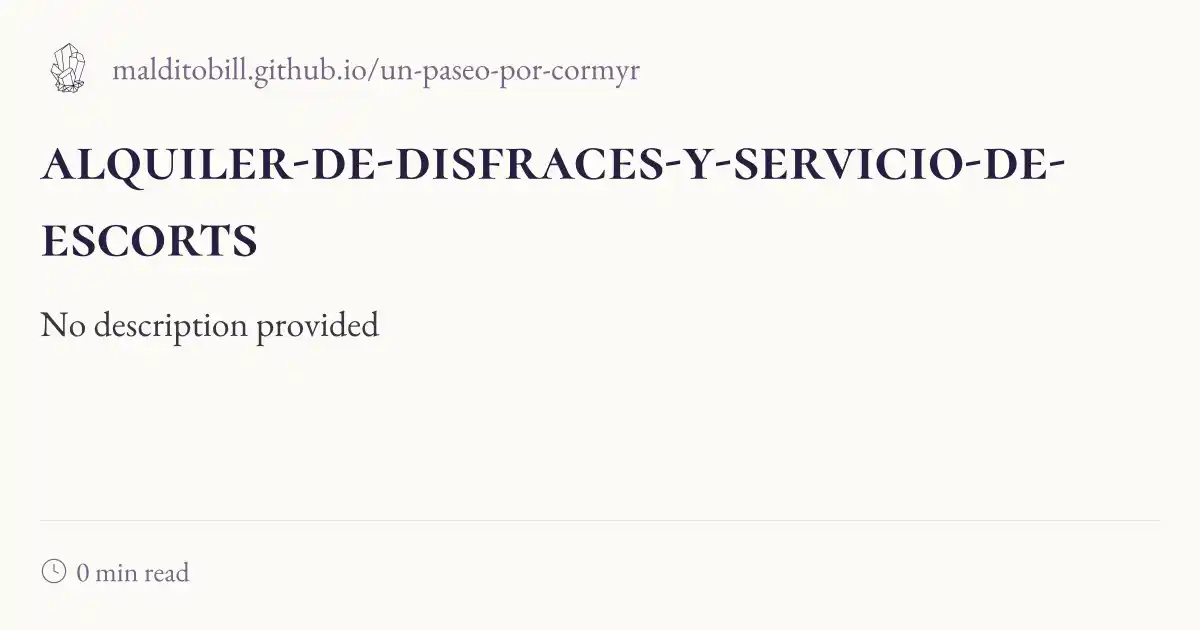 malditobill.github.io/un-paseo-por-cormyr
ALQUILER-DE-DISFRACES-Y-SERVICIO-DE-
ESCORTS
No description provided
0 min read